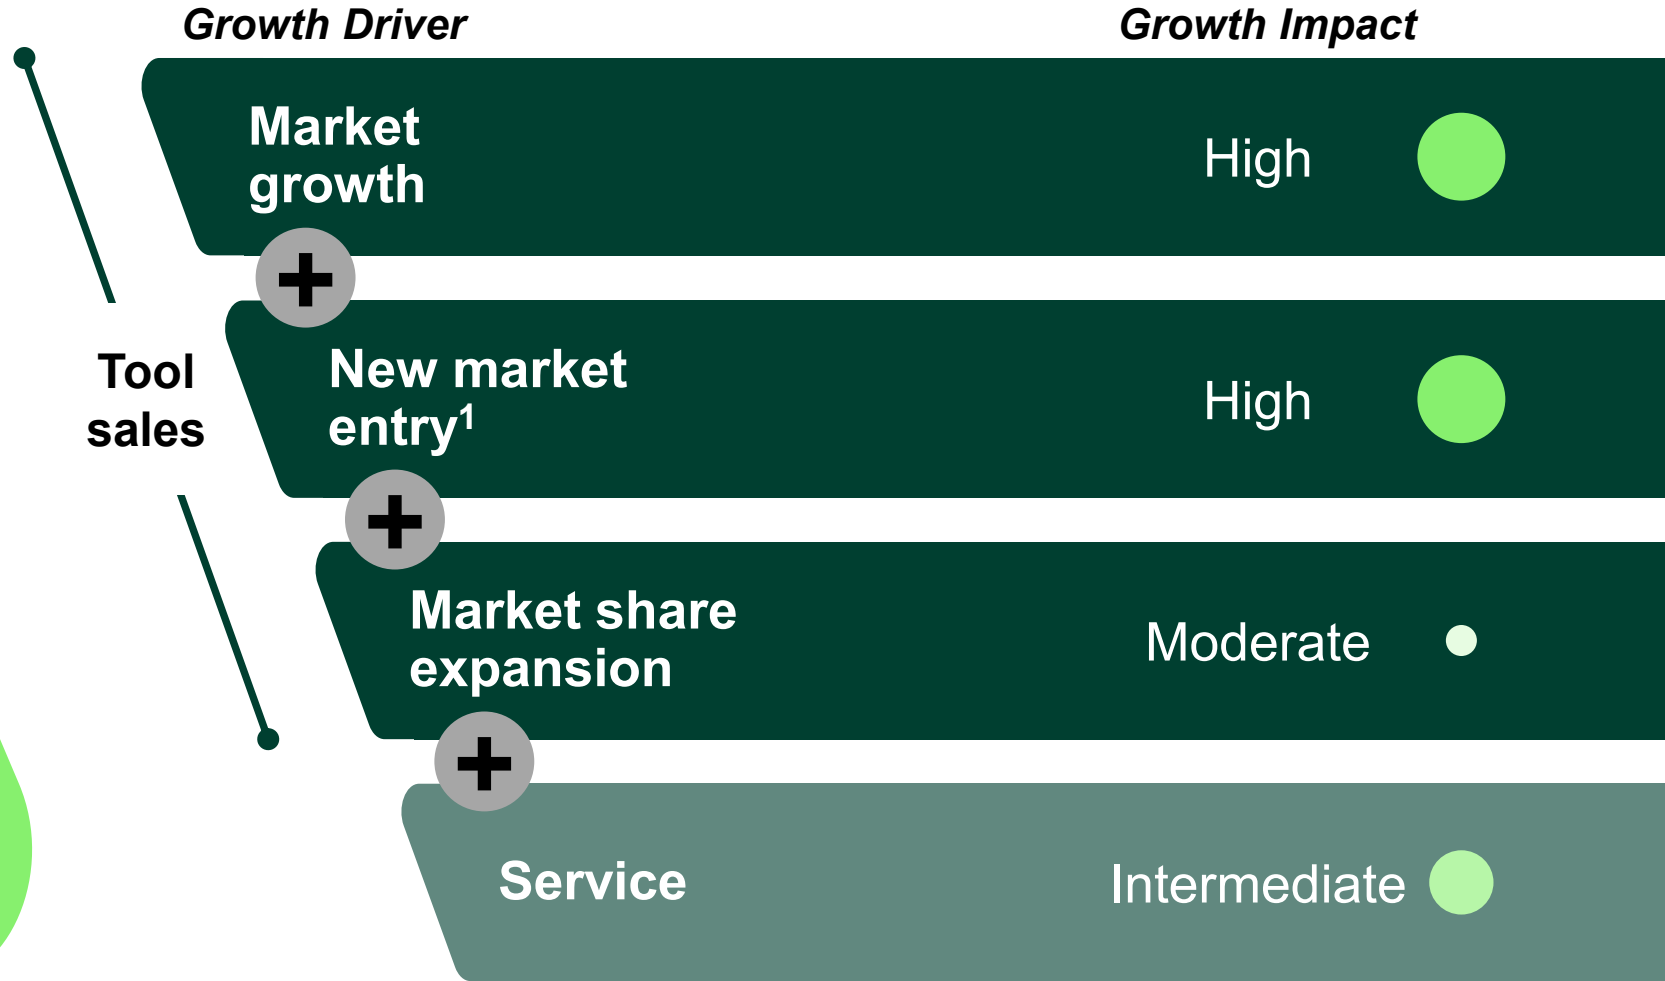 Growth Driver
Growth Impact
Market
growth
High
+
Tool
sales
New market
entry¹
High
+
Market share
expansion
Moderate
+
Service
Intermediate